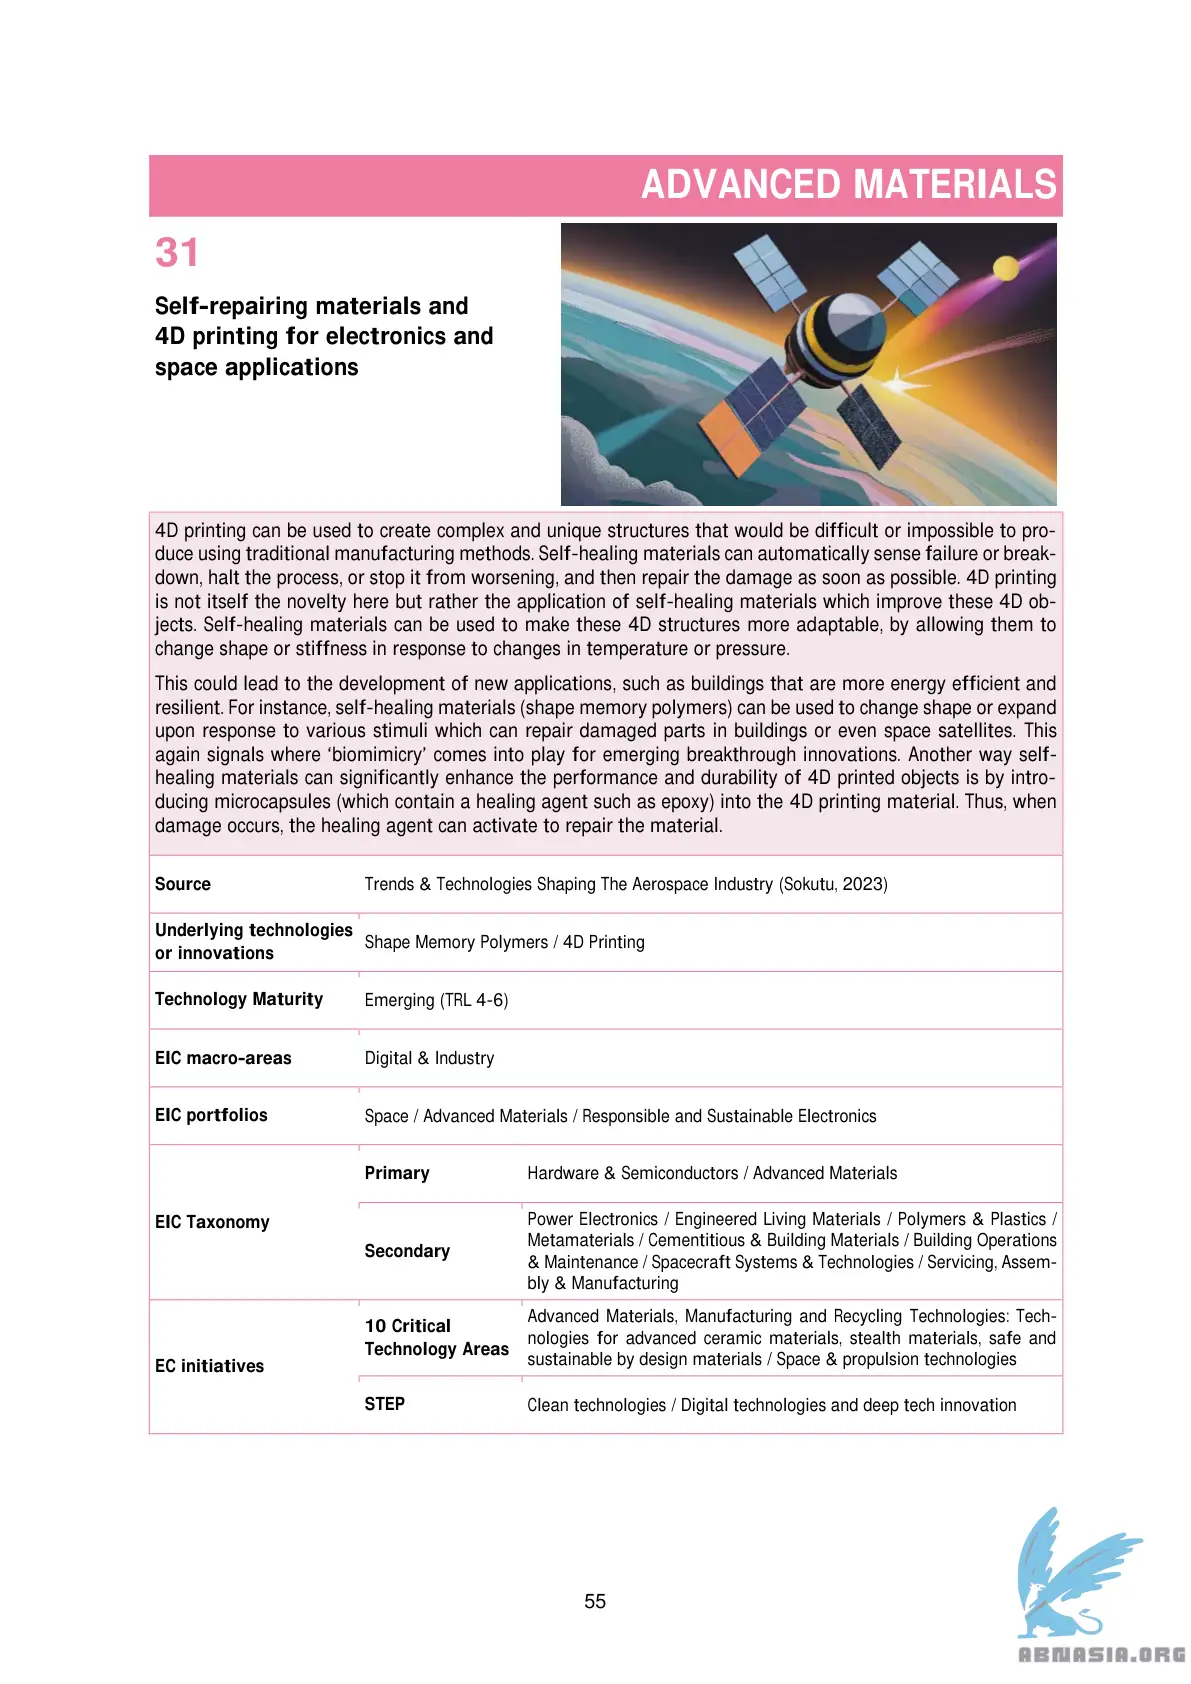 ADVANCED MATERIALS
31
Self-repairing materials and
4D printing for electronics and
space applications
4D printing can be used to create complex and unique structures that would be difficult or impossible to pro-
duce using traditional manufacturing methods. Self-healing materials can automatically sense failure or break-
down, halt the process, or stop it from worsening, and then repair the damage as soon as possible. 4D printing
is not itself the novelty here but rather the application of self-healing materials which improve these 4D ob-
jects. Self-healing materials can be used to make these 4D structures more adaptable, by allowing them to
change shape or stiffness in response to changes in temperature or pressure.
This could lead to the development of new applications, such as buildings that are more energy efficient and
resilient. For instance, self-healing materials (shape memory polymers) can be used to change shape or expand
upon response to various stimuli which can repair damaged parts in buildings or even space satellites. This
again signals where ‘biomimicry’ comes into play for emerging breakthrough innovations. Another way self-
healing materials can significantly enhance the performance and durability of 4D printed objects is by intro-
ducing microcapsules (which contain a healing agent such as epoxy) into the 4D printing material. Thus, when
damage occurs, the healing agent can activate to repair the material.
Source
Trends & Technologies Shaping The Aerospace Industry (Sokutu, 2023)
Underlying technologies
or innovations
Shape Memory Polymers / 4D Printing
Technology Maturity
Emerging (TRL 4-6)
EIC macro-areas
Digital & Industry
EIC portfolios
Space / Advanced Materials / Responsible and Sustainable Electronics
EIC Taxonomy
Primary
Hardware & Semiconductors / Advanced Materials
Secondary
Power Electronics / Engineered Living Materials / Polymers & Plastics /
Metamaterials / Cementitious & Building Materials / Building Operations
& Maintenance / Spacecraft Systems & Technologies / Servicing, Assem-
bly & Manufacturing
EC initiatives
10 Critical
Technology Areas
Advanced Materials, Manufacturing and Recycling Technologies: Tech-
nologies for advanced ceramic materials, stealth materials, safe and
sustainable by design materials / Space & propulsion technologies
STEP
Clean technologies / Digital technologies and deep tech innovation
55
ABNASIA.ORG